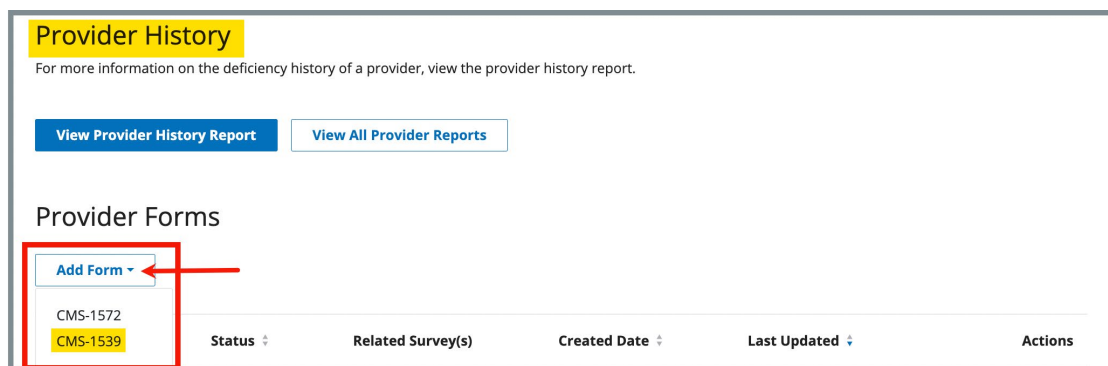 Provider History
For more information on the deficiency history of a provider, view the provider history report.
View Provider History Report View All Provider Reports
Provider Forms
Add Form
CMS-1572
CMS-1539 Status Related Survey(s) Created Date Last Updated Actions